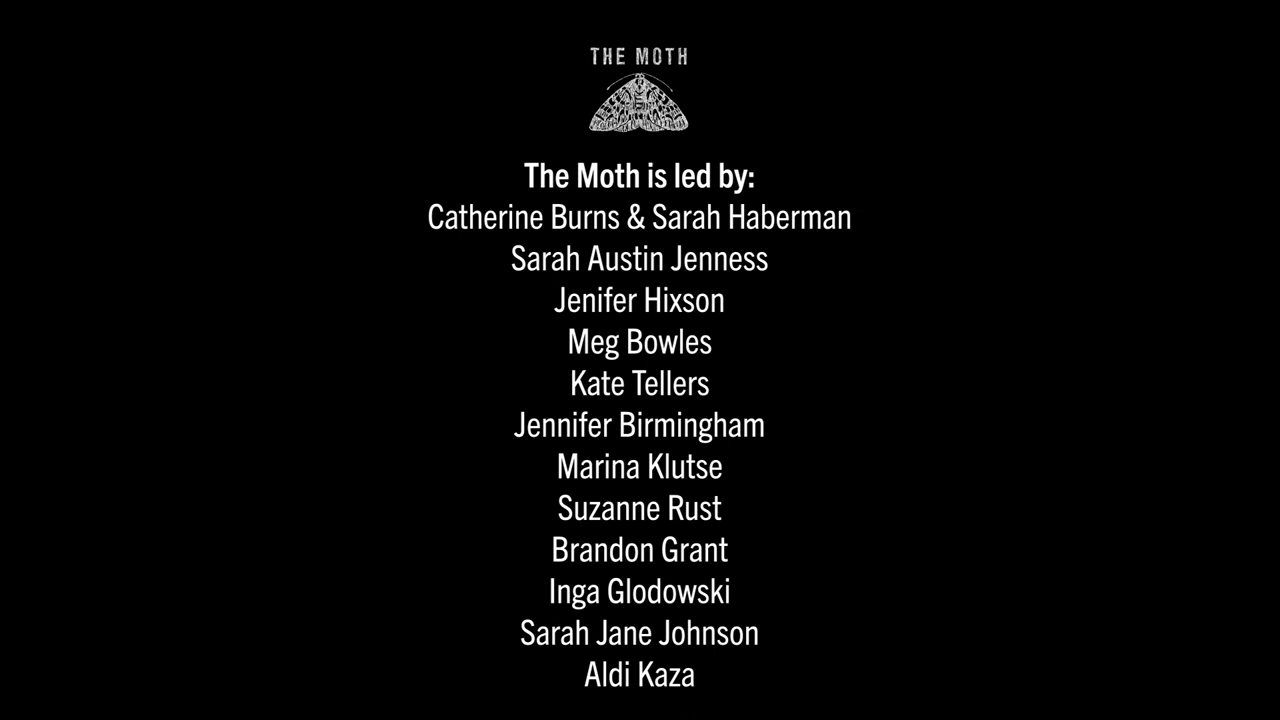 THE MOTH
The Moth is led by:
Catherine Burns & Sarah Haberman
Sarah Austin Jenness
Jenifer Hixson
Meg Bowles
Kate Tellers
Jennifer Birmingham
Marina Klutse
Suzanne Rust
Brandon Grant
Inga Glodowski
Sarah Jane Johnson
Aldi Kaza